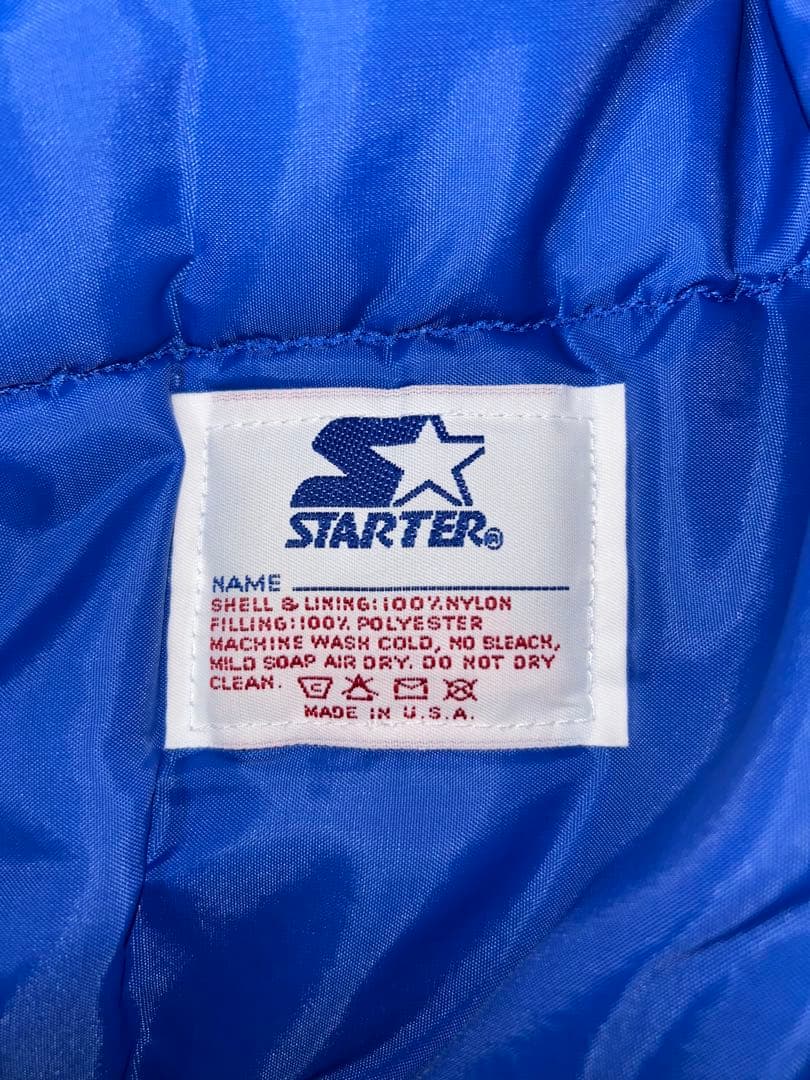 STARTER®
NAME
SHELL & LINING: 100% NYLON
FILLING: 100% POLYESTER
MACHINE WASH COLD, NO BLEACH,
MILD SOAP AIR DRY. DO NOT DRY
CLEAN.
MADE IN U.S.A.